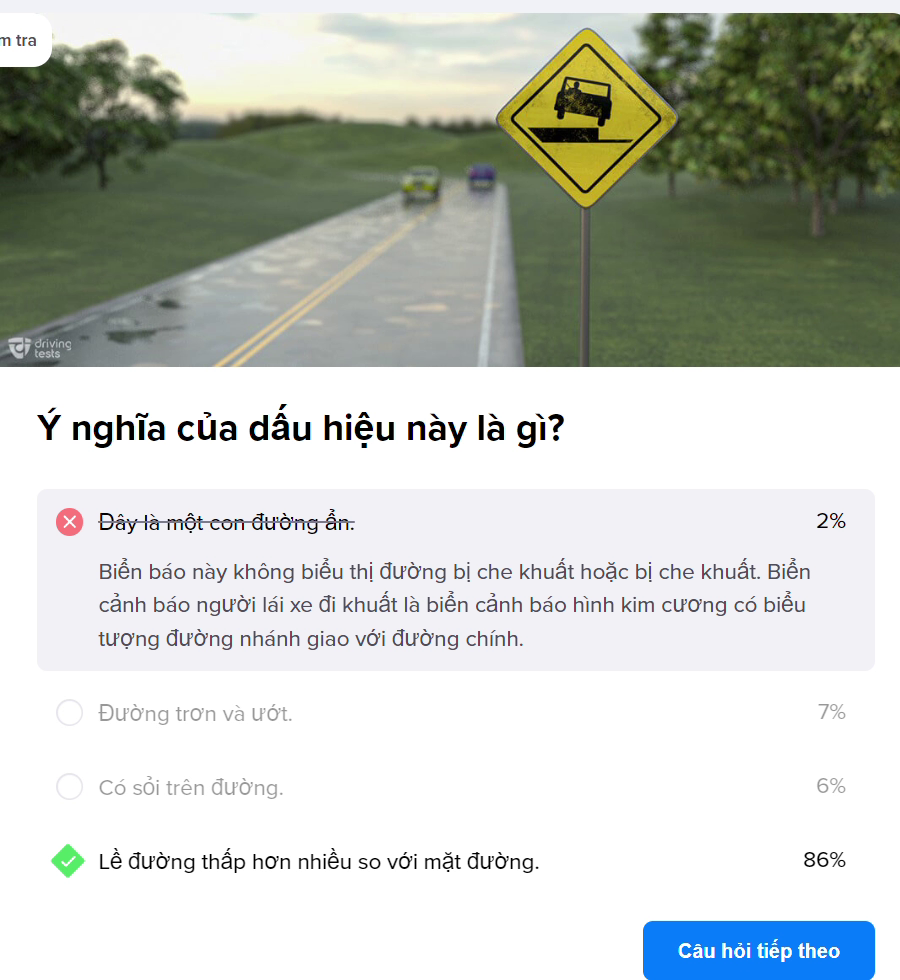 m tra
driving
tests
Ý nghĩa của dấu hiệu này là gì?
Đây là một con đường ẩn.
2%
Biển báo này không biểu thị đường bị che khuất hoặc bị che khuất. Biển
cảnh báo người lái xe đi khuất là biển cảnh báo hình kim cương có biểu
tượng đường nhánh giao với đường chính.
Đường trơn và ướt.
7%
Có sỏi trên đường.
6%
Lề đường thấp hơn nhiều so với mặt đường.
86%
Câu hỏi tiếp theo